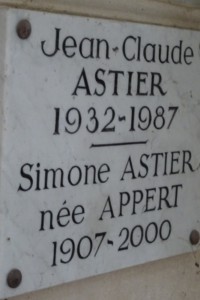 Jean-Claude
ASTIER
1932-1987
Simone ASTIER
née APPERT
1907-2000